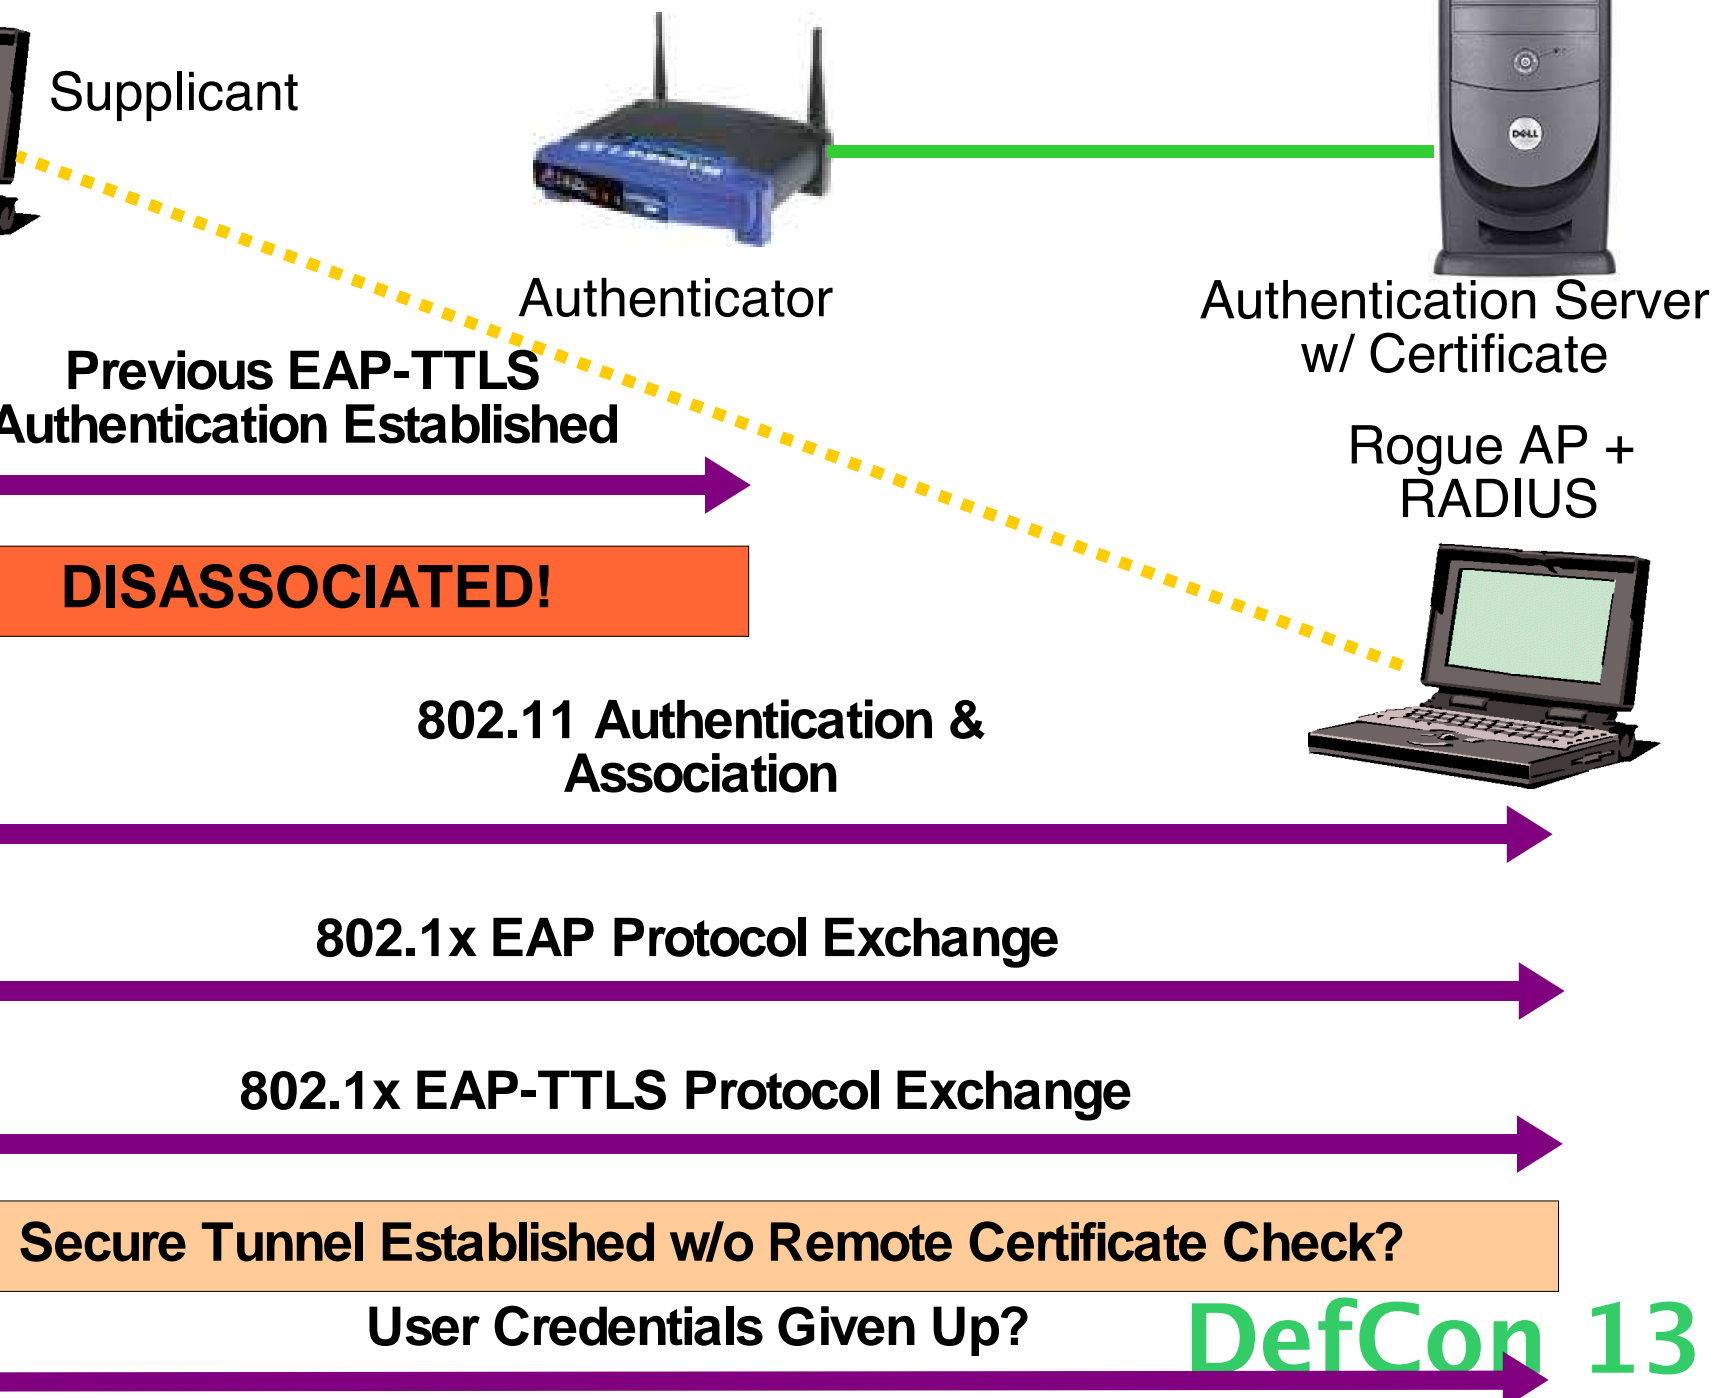 Supplicant
DELL
Authenticator
Authentication Server
w/ Certificate
Previous EAP-TTLS
Authentication Established
Rogue AP +
RADIUS
DISASSOCIATED!
802.11 Authentication &
Association
802.1x EAP Protocol Exchange
802.1x EAP-TTLS Protocol Exchange
Secure Tunnel Established w/o Remote Certificate Check?
User Credentials Given Up?
DefCon 13